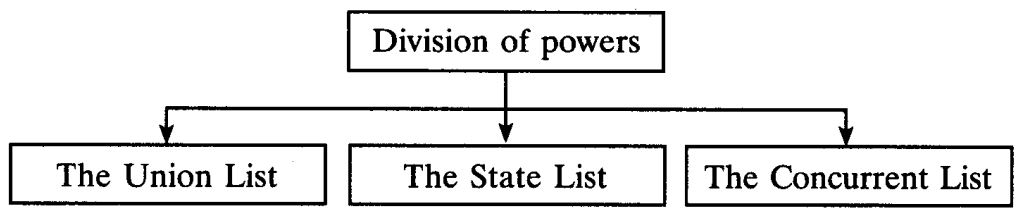 Division of powers
The Union List
The State List
The Concurrent List